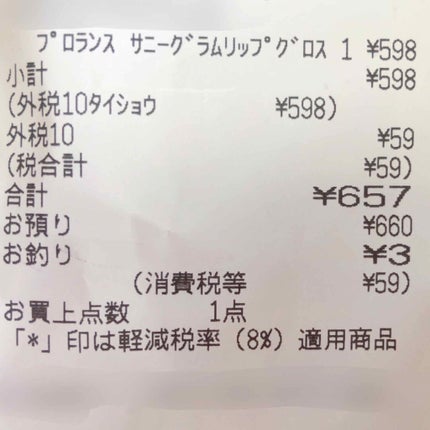 ﾌﾟﾛﾗﾝｽ ｻﾆｰｸﾞﾗﾑﾘｯﾌﾟｸﾞﾛｽ 1 ¥598
小計 ¥598
(外税10ﾀｲｼｮｳ ¥598)
外税10 ¥59
(税合計 ¥59)
合計 ¥657
お預り ¥660
お釣り ¥3
(消費税等 ¥59)
お買上点数 1点
「*」印は軽減税率(8%)適用商品